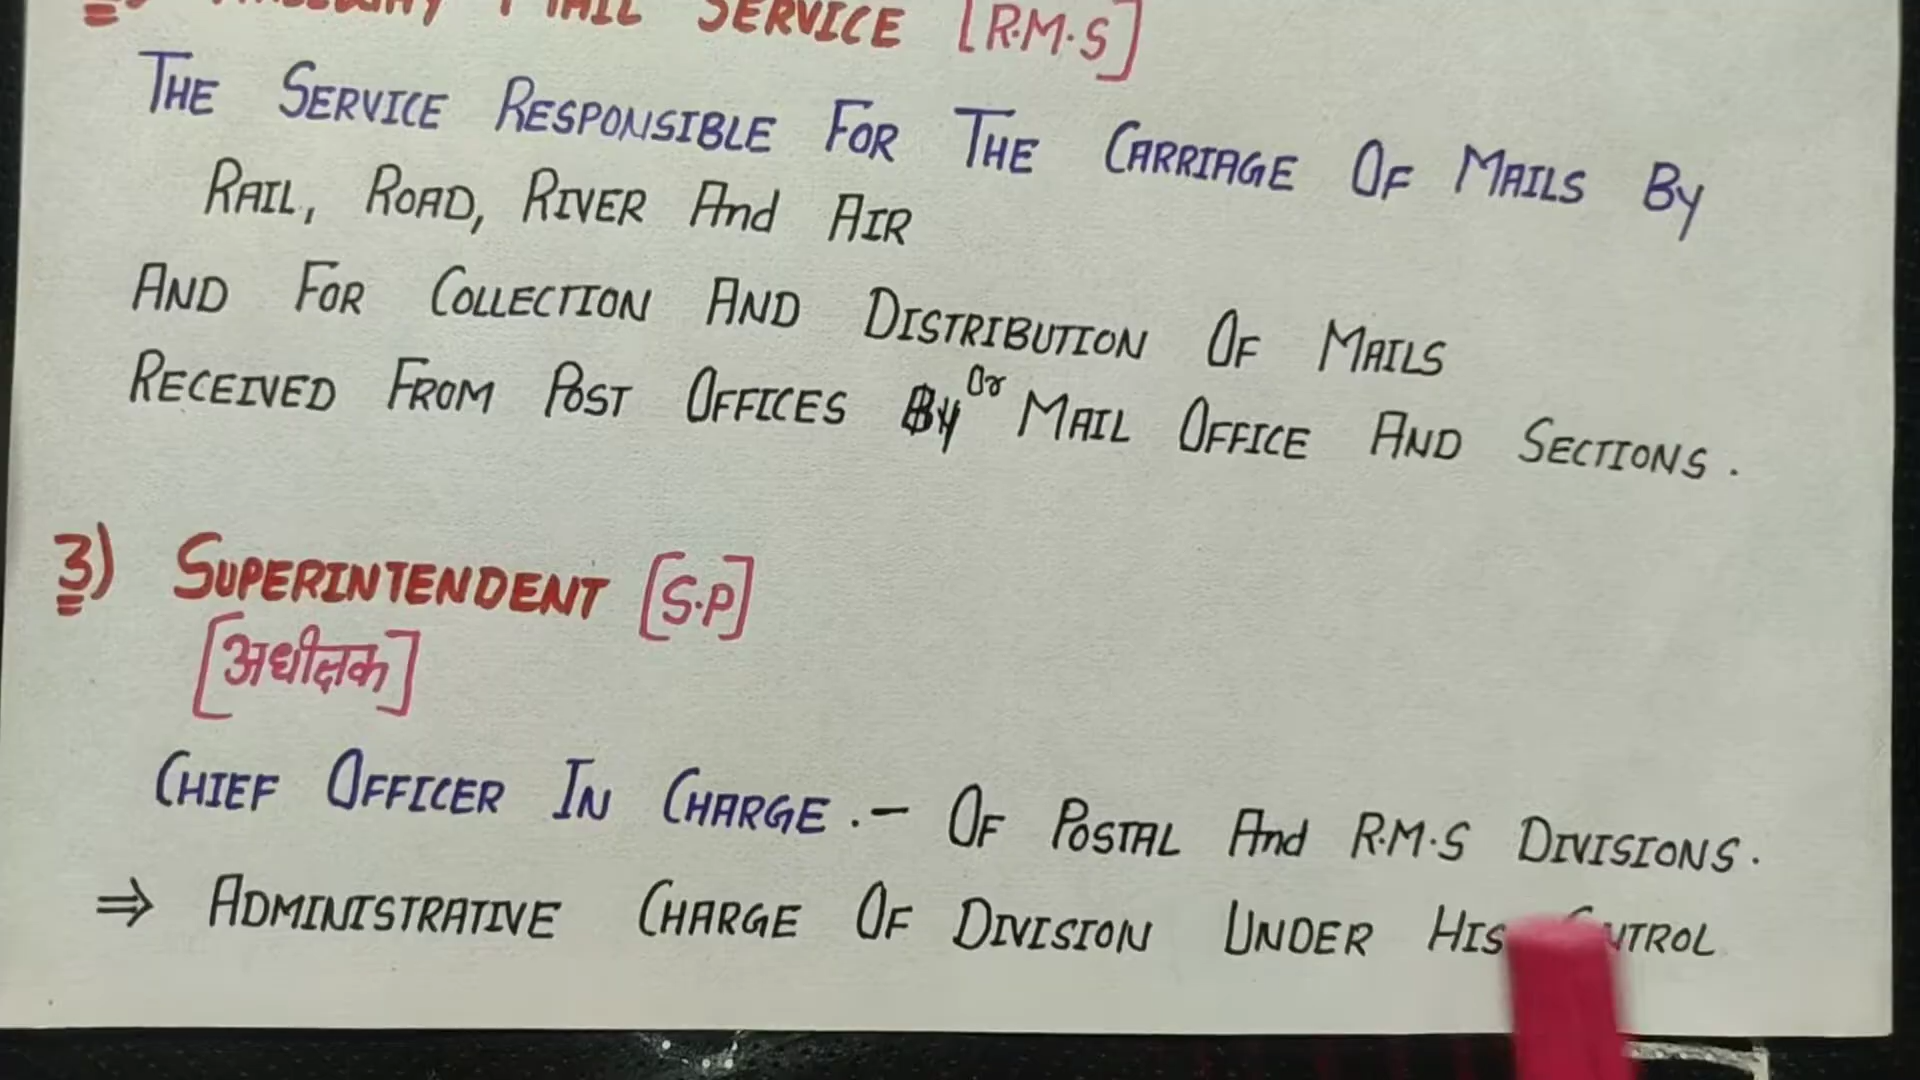 MAIL SERVICE [R.M.S]
THE SERVICE RESPONSIBLE FOR THE CARRIAGE OF MAILS BY
RAIL, ROAD, RIVER And AIR
AND FOR COLLECTION AND DISTRIBUTION OF MAILS
RECEIVED FROM POST OFFICES BY Or MAIL OFFICE AND SECTIONS.
3) SUPERINTENDENT [S.P]
[अधीक्षक]
CHIEF OFFICER IN CHARGE.- OF POSTAL And R.M.S DIVISIONS.
⇒ ADMINISTRATIVE CHARGE OF DIVISION UNDER HIS CONTROL